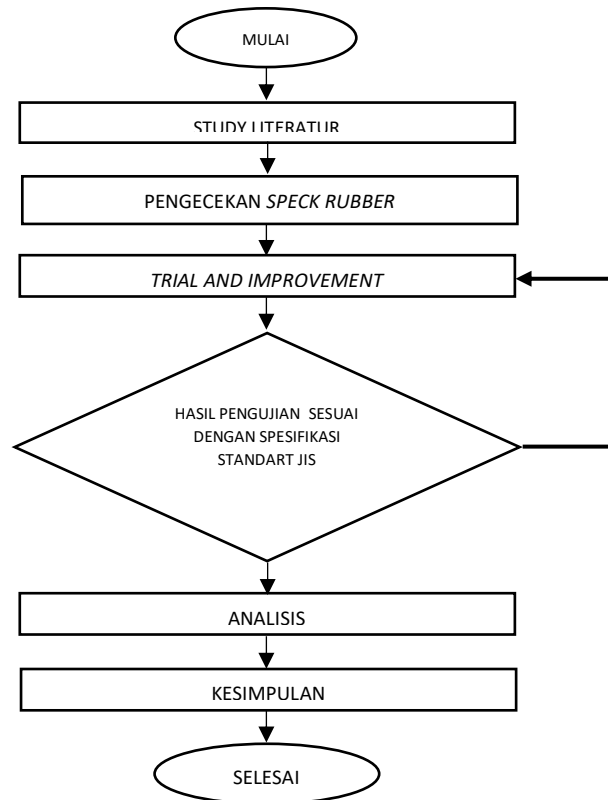 MULAI
STUDY LITERATUR
PENGECEKAN SPECK RUBBER
TRIAL AND IMPROVEMENT
HASIL PENGUJIAN SESUAI
DENGAN SPESIFIKASI
STANDART JIS
ANALISIS
KESIMPULAN
SELESAI